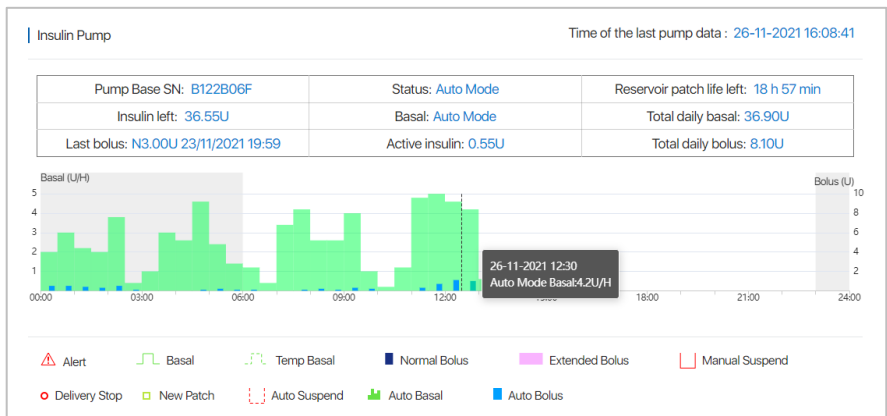 Insulin Pump
Time of the last pump data : 26-11-2021 16:08:41
Pump Base SN: B122B06F
Status: Auto Mode
Reservoir patch life left: 18 h 57 min
Insulin left: 36.55U
Basal: Auto Mode
Total daily basal: 36.90U
Last bolus: N3.00U 23/11/2021 19:59
Active insulin: 0.55U
Total daily bolus: 8.10U
Basal (U/H)
Bolus (U)
5
4
3
2
1
10
8
6
4
2
26-11-2021 12:30
Auto Mode Basal:4.2U/H
00:00 03:00 06:00 09:00 12:00 18:00 21:00 24:00
Alert
Basal
Temp Basal
Normal Bolus
Extended Bolus
Manual Suspend
Delivery Stop
New Patch
Auto Suspend
Auto Basal
Auto Bolus